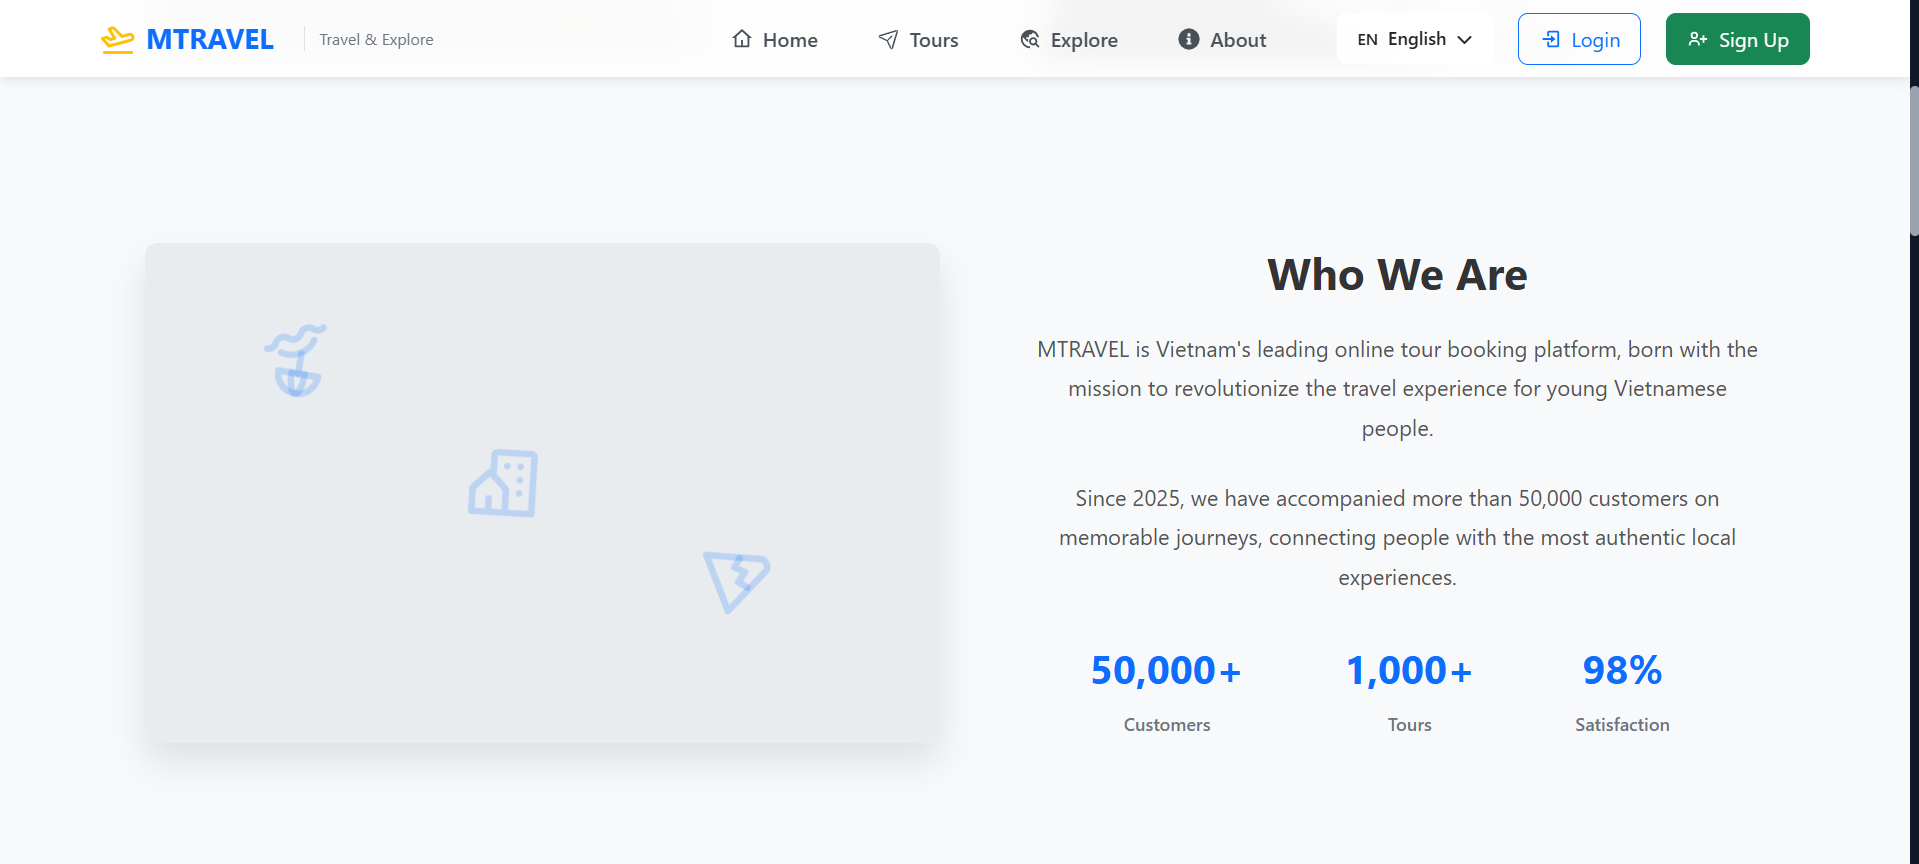 MTRAVEL
Travel & Explore
Home
Tours
Explore
About
EN English
Login
Sign Up
Who We Are
MTRAVEL is Vietnam's leading online tour booking platform, born with the
mission to revolutionize the travel experience for young Vietnamese
people.
Since 2025, we have accompanied more than 50,000 customers on
memorable journeys, connecting people with the most authentic local
experiences.
50,000+ 1,000+ 98%
Customers Tours Satisfaction